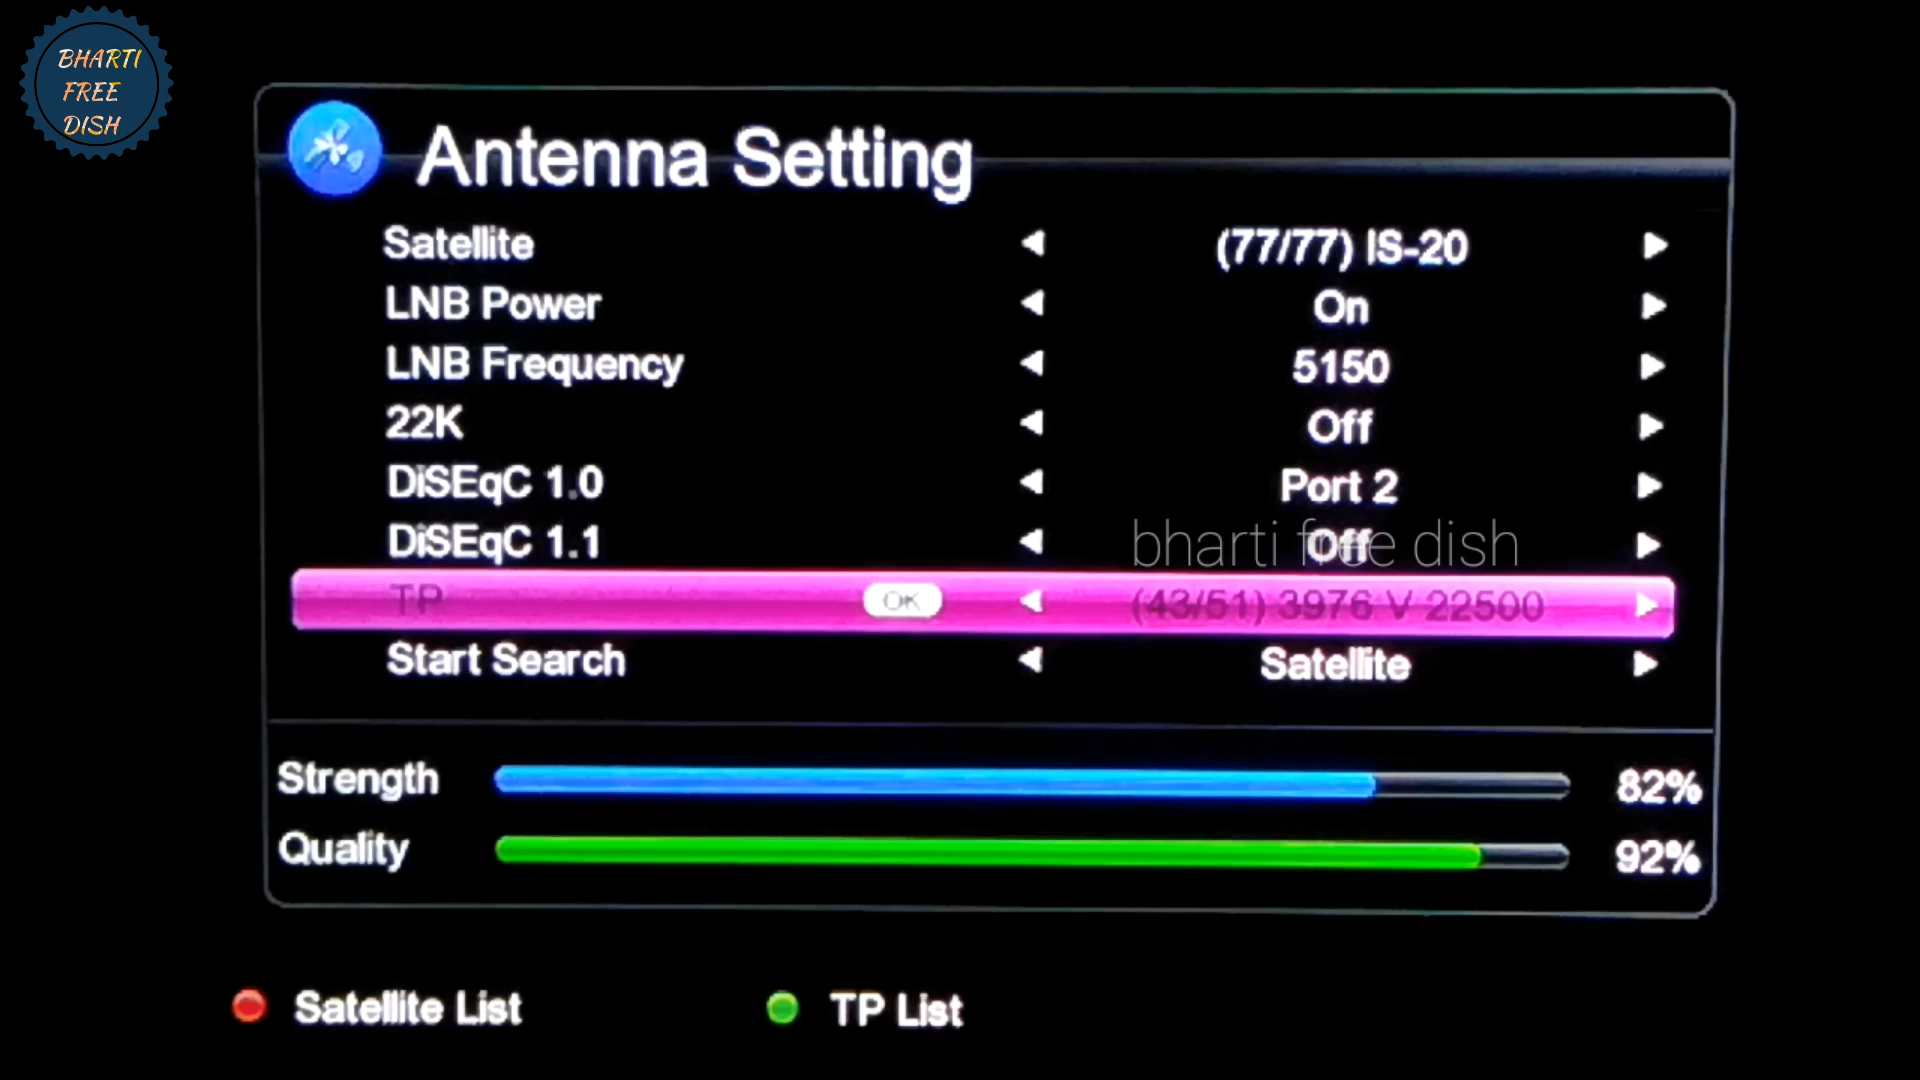 BHARTI
FREE
DISH
Antenna Setting
Satellite (77/77) IS-20
LNB Power On
LNB Frequency 5150
22K Off
DiSEqC 1.0 Port 2
DiSEqC 1.1 Off
bharti free dish
TP OK (43/51) 3976 V 22500
Start Search Satellite
Strength 82%
Quality 92%
Satellite List TP List